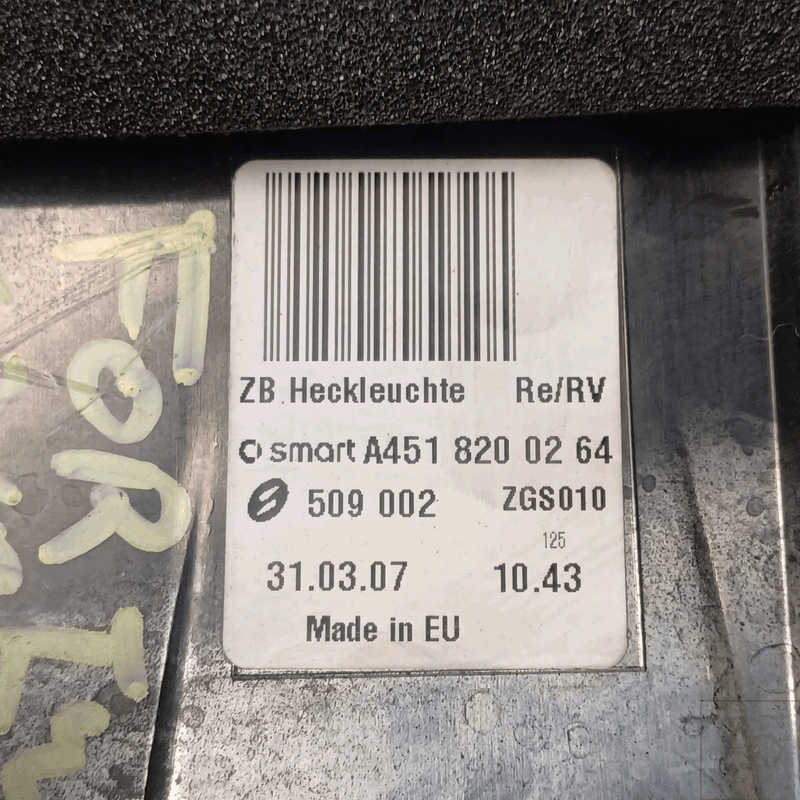 ZB Heckleuchte Re/RV
smart A451 820 02 64
509 002 ZGS010
125
31.03.07 10.43
Made in EU
FOR